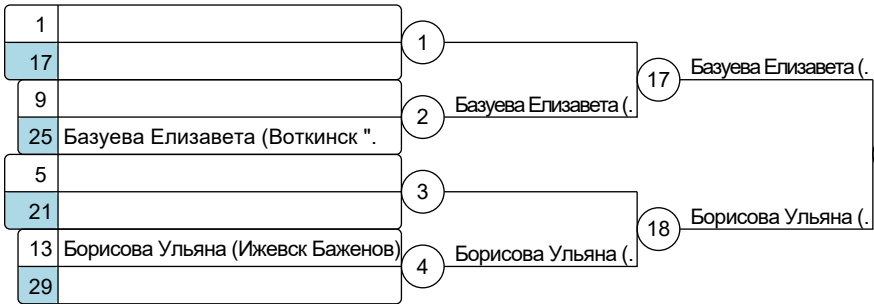 1
17
1
9
25 Базуева Елизавета (Воткинск ".
2
Базуева Елизавета (.
17
Базуева Елизавета (.
5
21
3
13 Борисова Ульяна (Ижевск Баженов)
29
4
Борисова Ульяна (.
18
Борисова Ульяна (.